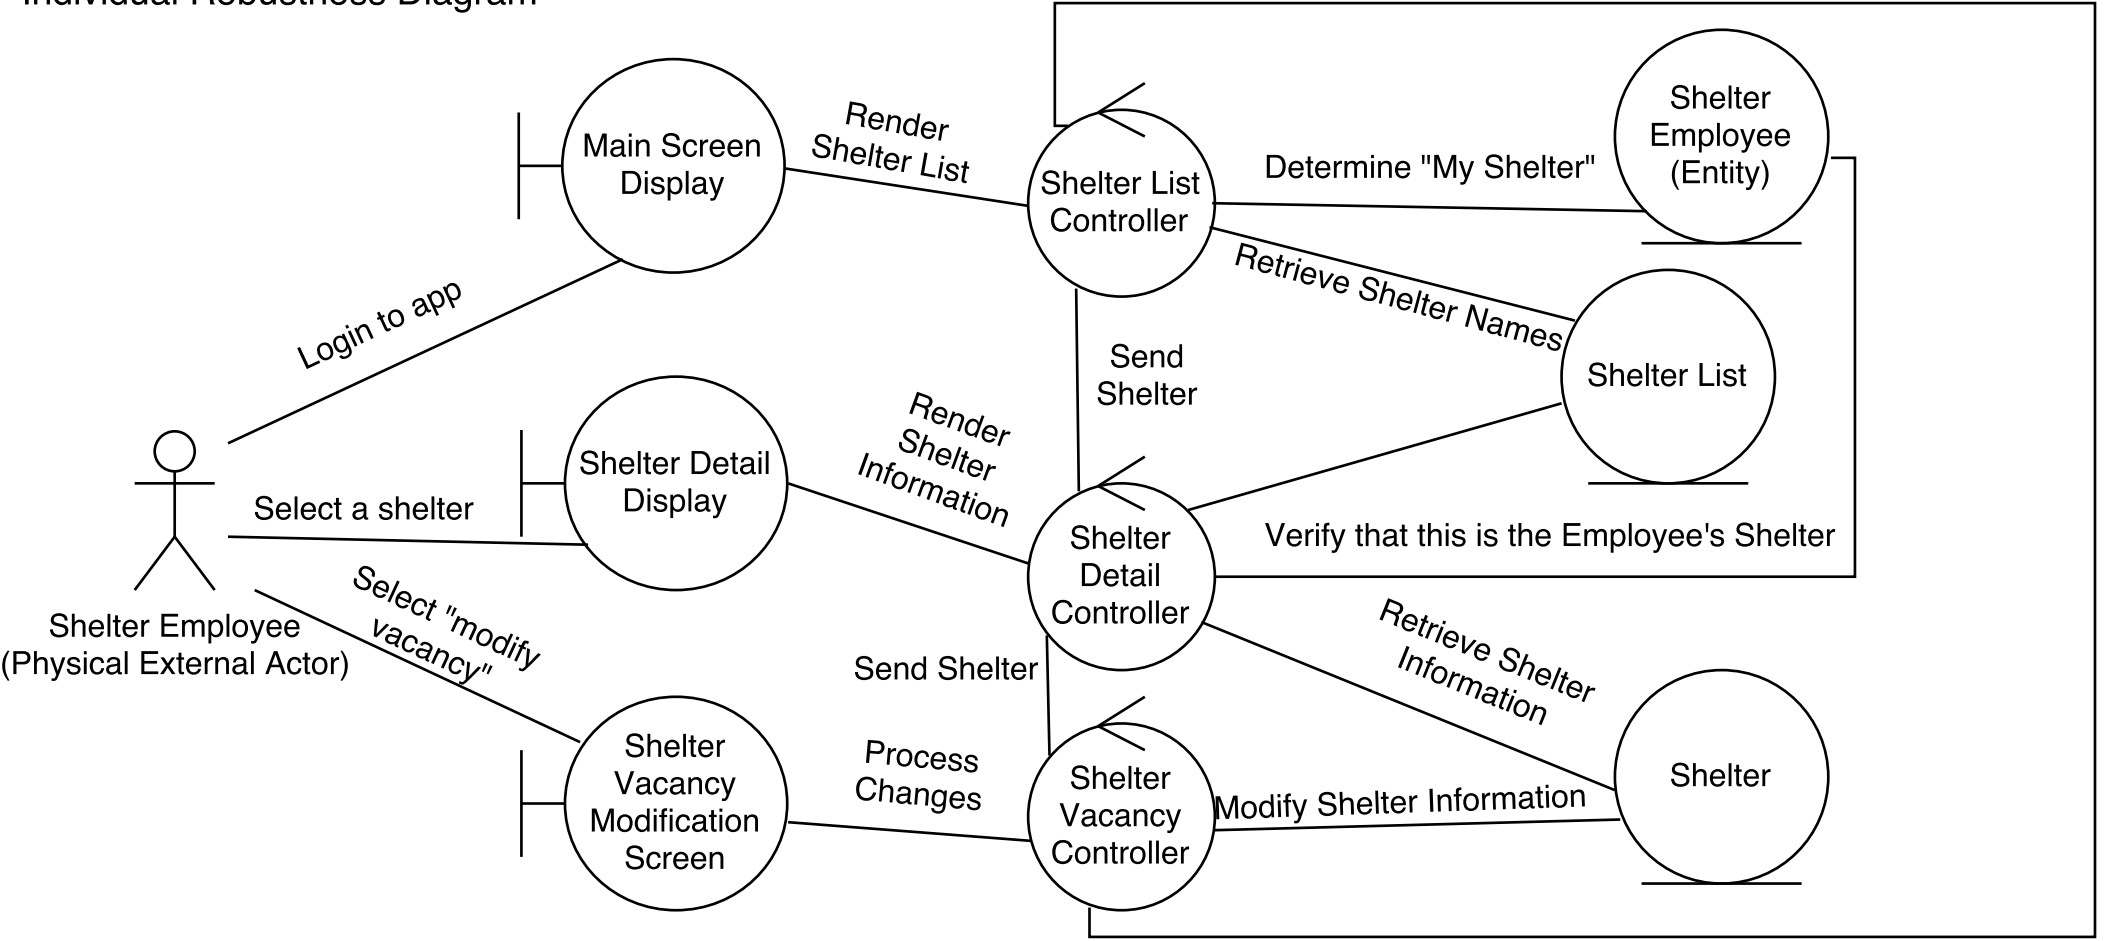 Individual Robustness Diagram
Main Screen
Display
Render
Shelter List
Shelter List
Controller
Determine "My Shelter"
Shelter
Employee
(Entity)
Retrieve Shelter Names
Shelter List
Login to app
Send
Shelter
Select a shelter
Shelter Detail
Display
Render
Shelter
Information
Shelter
Detail
Controller
Verify that this is the Employee's Shelter
Shelter Employee
(Physical External Actor)
Select "modify
vacancy"
Send Shelter
Retrieve Shelter
Information
Shelter
Shelter
Vacancy
Modification
Screen
Process
Changes
Shelter
Vacancy
Controller
Modify Shelter Information